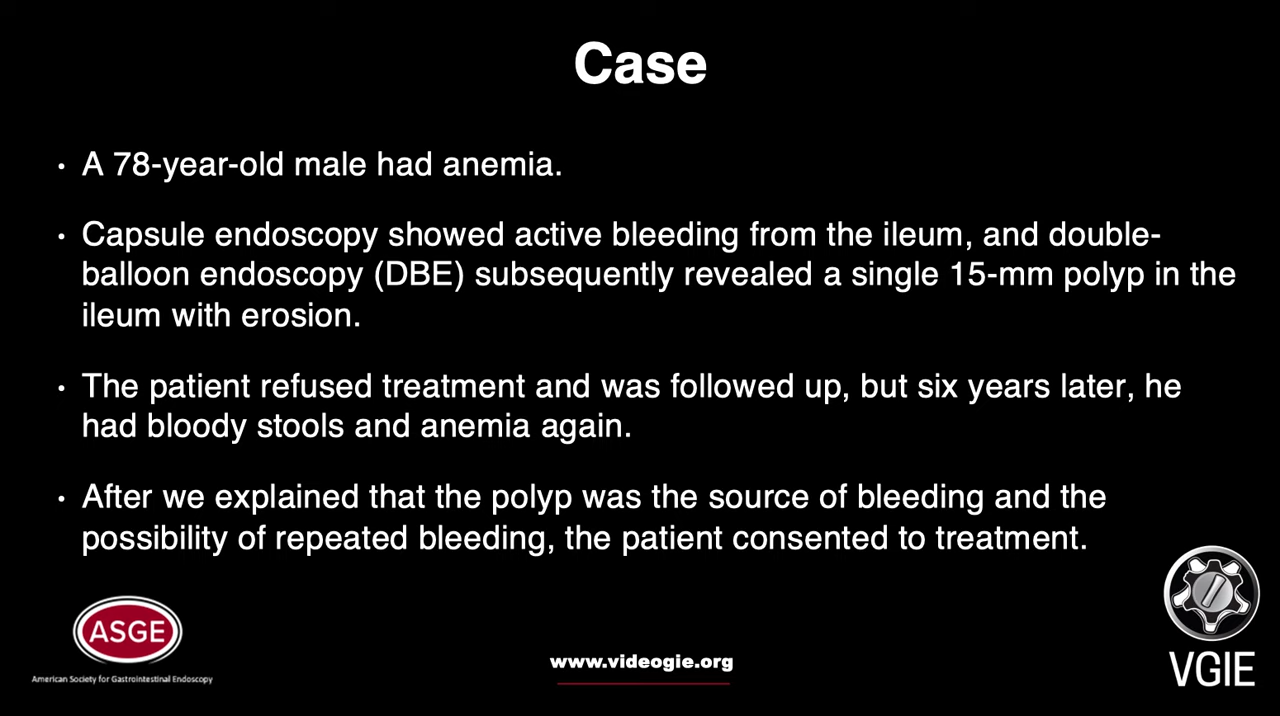 Case
• A 78-year-old male had anemia.
• Capsule endoscopy showed active bleeding from the ileum, and double-
balloon endoscopy (DBE) subsequently revealed a single 15-mm polyp in the
ileum with erosion.
• The patient refused treatment and was followed up, but six years later, he
had bloody stools and anemia again.
• After we explained that the polyp was the source of bleeding and the
possibility of repeated bleeding, the patient consented to treatment.
ASGE
American Society for Gastrointestinal Endoscopy
www.videogie.org
VGIE